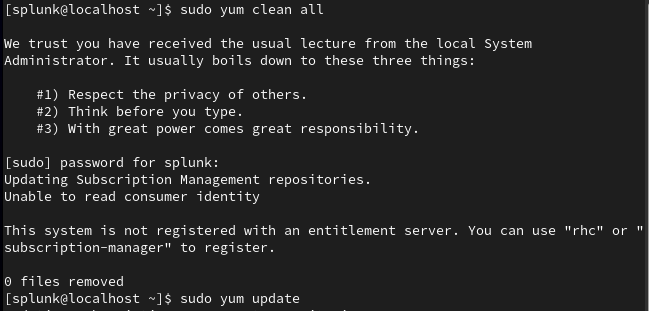 [splunk@localhost ~]$ sudo yum clean all
We trust you have received the usual lecture from the local System
Administrator. It usually boils down to these three things:
#1) Respect the privacy of others.
#2) Think before you type.
#3) With great power comes great responsibility.
[sudo] password for splunk:
Updating Subscription Management repositories.
Unable to read consumer identity
This system is not registered with an entitlement server. You can use "rhc" or "
subscription-manager" to register.
0 files removed
[splunk@localhost ~]$ sudo yum update